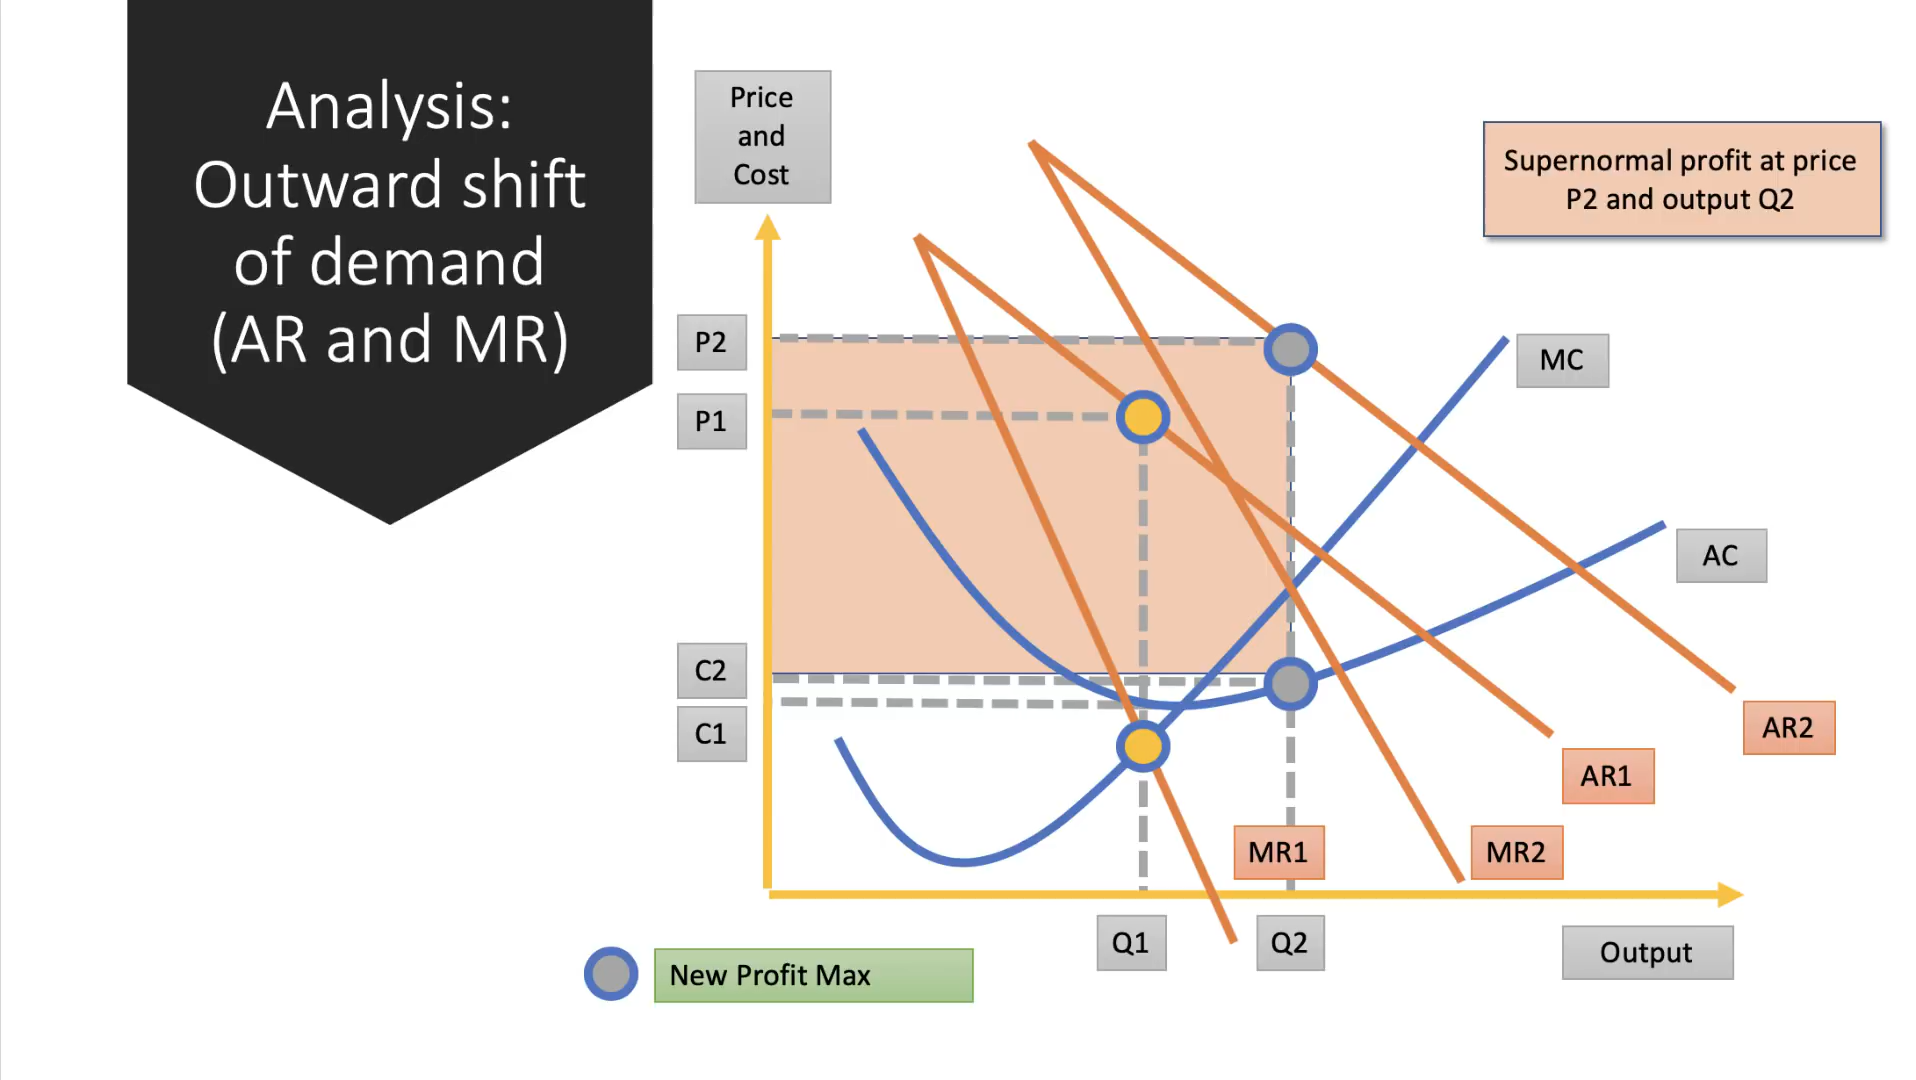 Analysis:
Outward shift
of demand
(AR and MR)
Price
and
Cost
Supernormal profit at price
P2 and output Q2
P2
P1
C2
C1
MC
AC
AR2
AR1
MR1
MR2
Q1
Q2
Output
New Profit Max